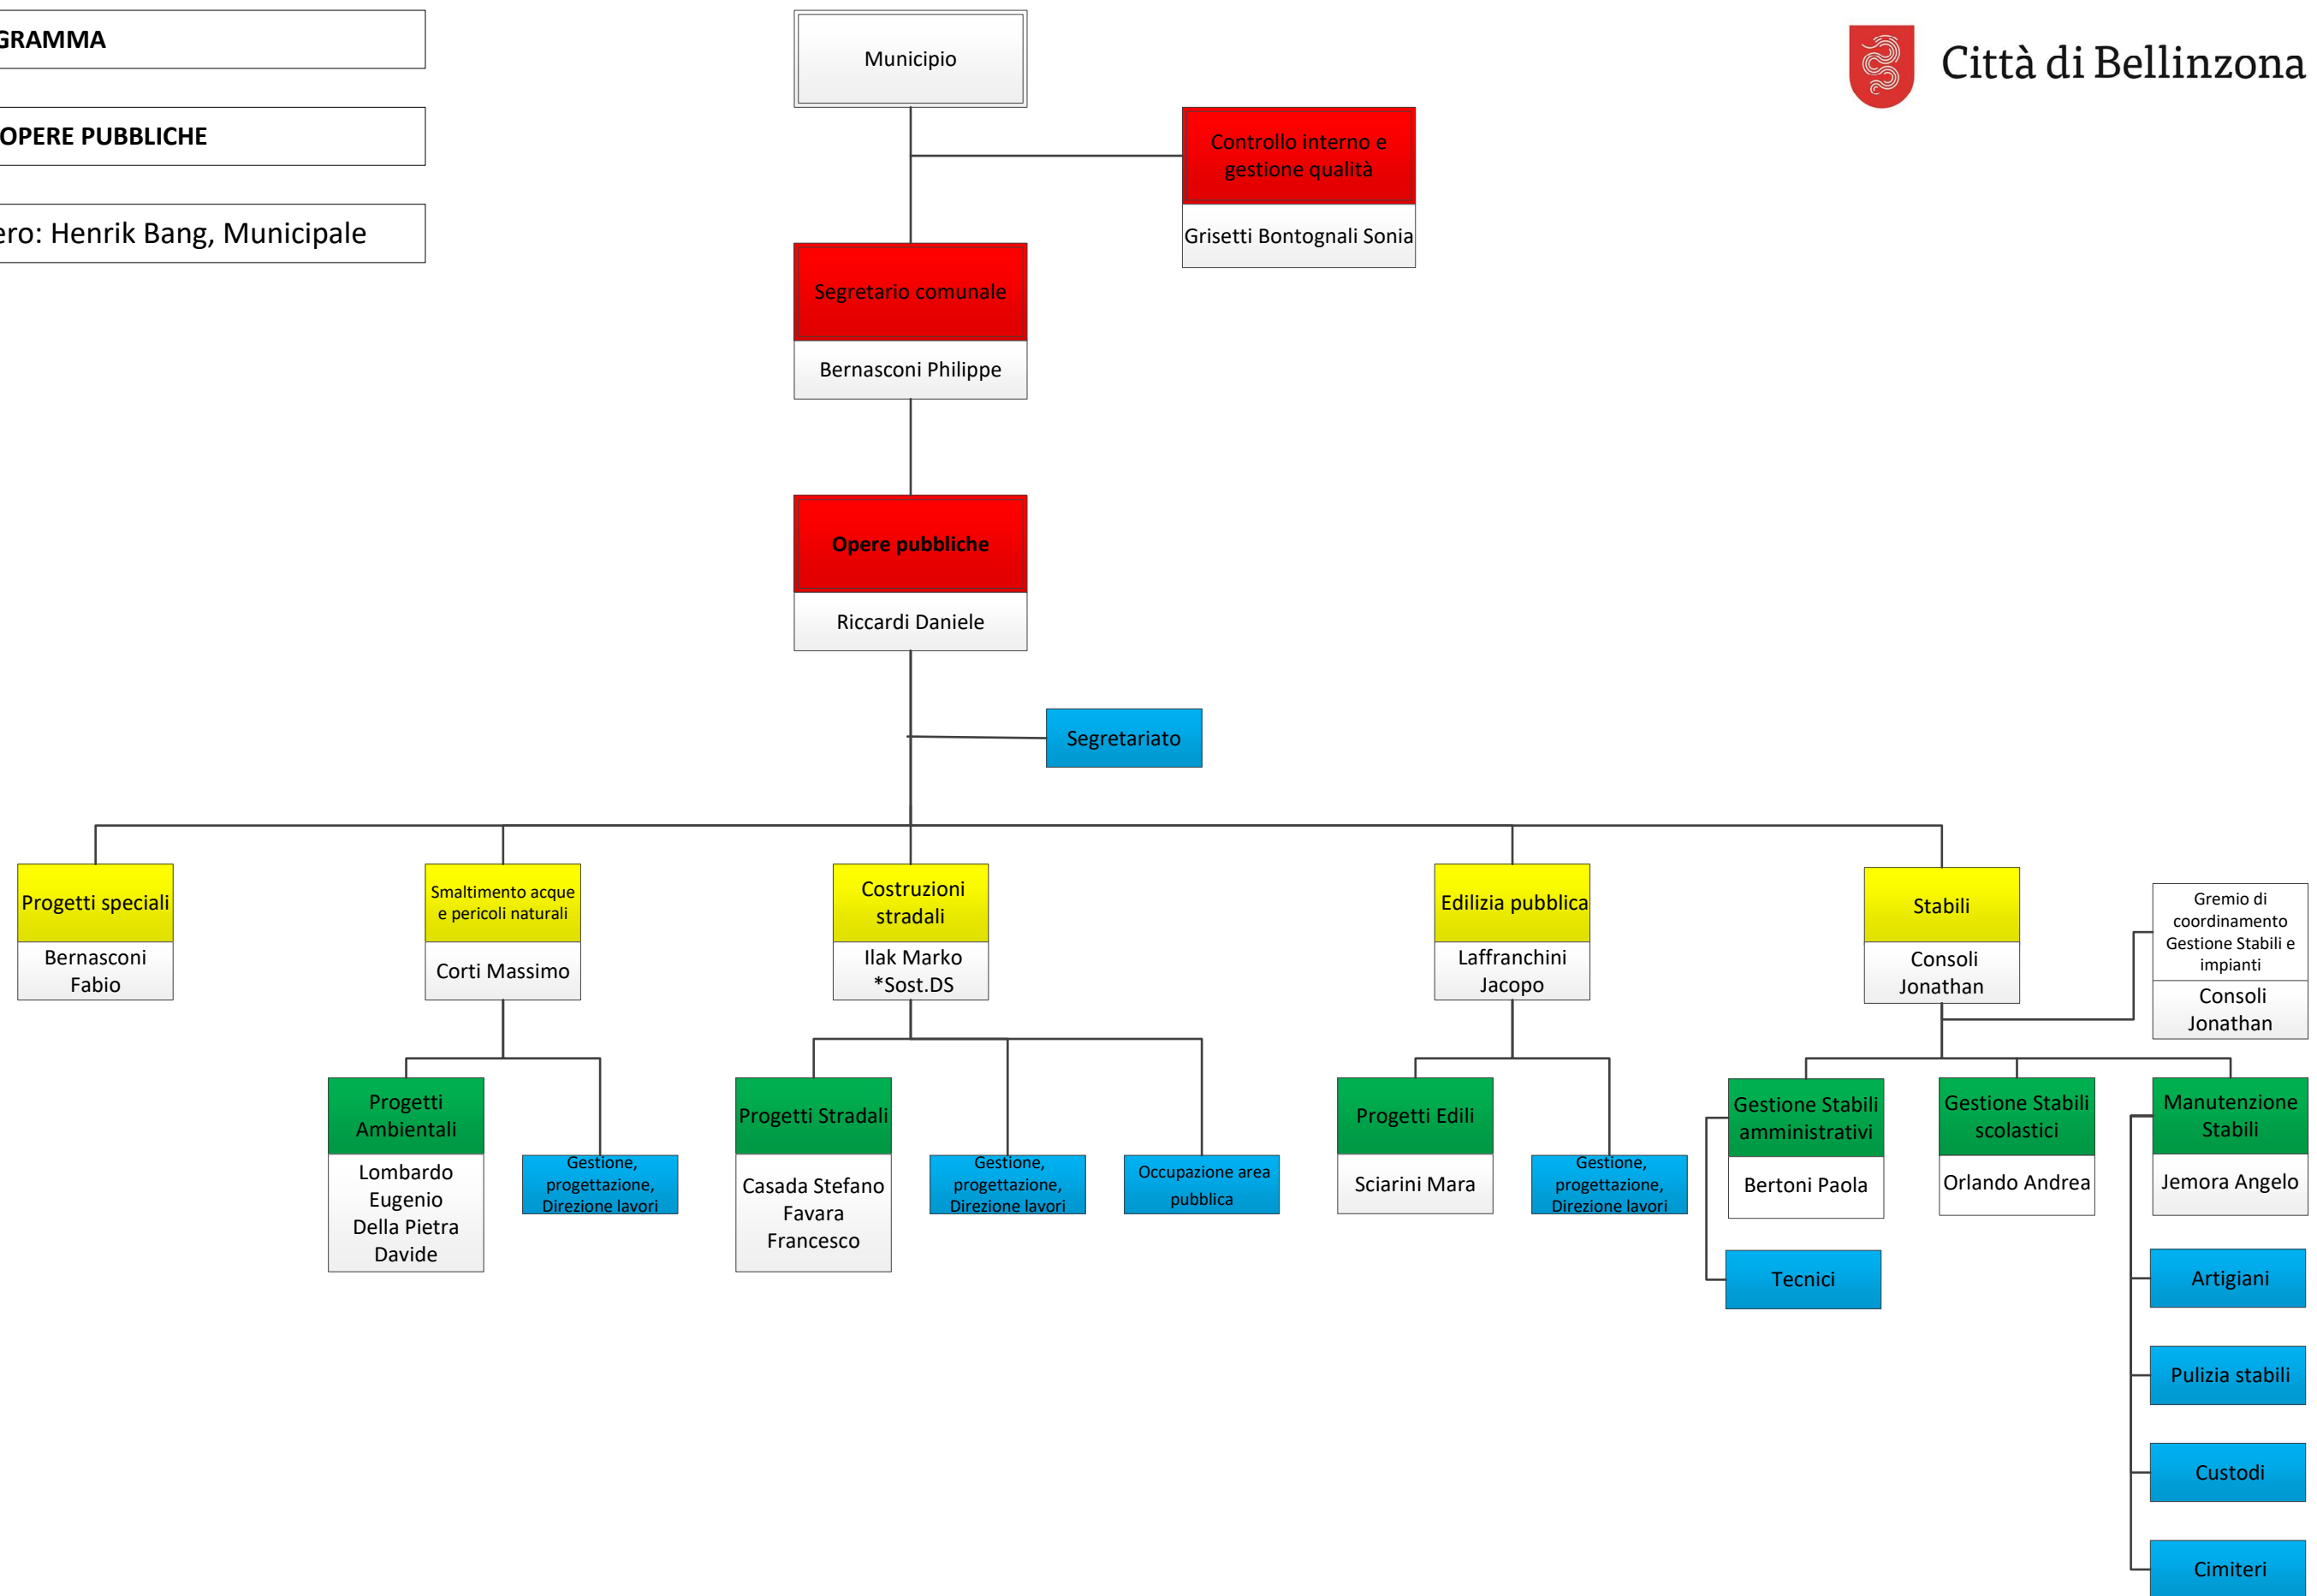 GRAMMA
OPERE PUBBLICHE
ero: Henrik Bang, Municipale
Municipio
Città di Bellinzona
Controllo interno e
gestione qualità
Grisetti Bontognali Sonia
Segretario comunale
Bernasconi Philippe
Opere pubbliche
Riccardi Daniele
Segretariato
Progetti speciali
Bernasconi
Fabio
Smaltimento acque
e pericoli naturali
Corti Massimo
Costruzioni
stradali
Ilak Marko
*Sost.DS
Edilizia pubblica
Laffranchini
Jacopo
Stabili
Consoli
Jonathan
Gremio di
coordinamento
Gestione Stabili e
impianti
Consoli
Jonathan
Progetti
Ambientali
Lombardo
Eugenio
Della Pietra
Davide
Gestione,
progettazione,
Direzione lavori
Progetti Stradali
Casada Stefano
Favara
Francesco
Gestione,
progettazione,
Direzione lavori
Occupazione area
pubblica
Progetti Edili
Sciarini Mara
Gestione,
progettazione,
Direzione lavori
Gestione Stabili
amministrativi
Bertoni Paola
Tecnici
Gestione Stabili
scolastici
Orlando Andrea
Manutenzione
Stabili
Jemora Angelo
Artigiani
Pulizia stabili
Custodi
Cimiteri